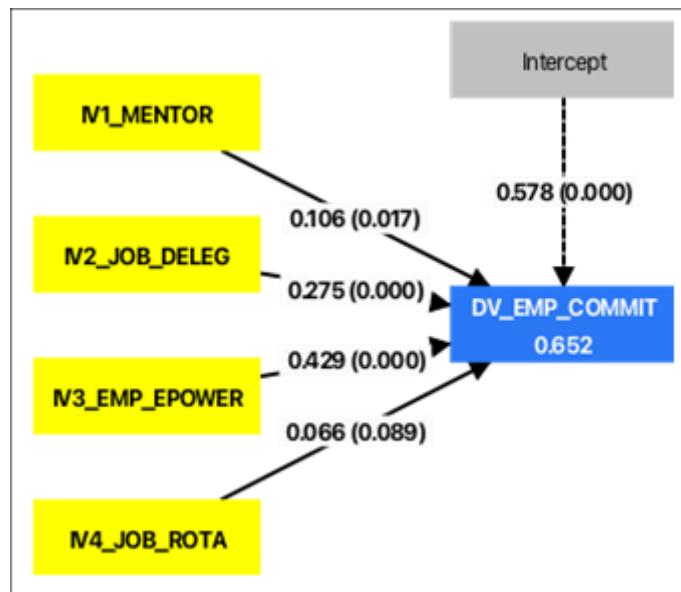 Intercept
IV1_MENTOR
0.578 (0.000)
0.106 (0.017)
IV2_JOB_DELEG
0.275 (0.000)
DV_EMP_COMMIT
0.652
0.429 (0.000)
IV3_EMP_EPOWER
0.066 (0.089)
IV4_JOB_ROTA